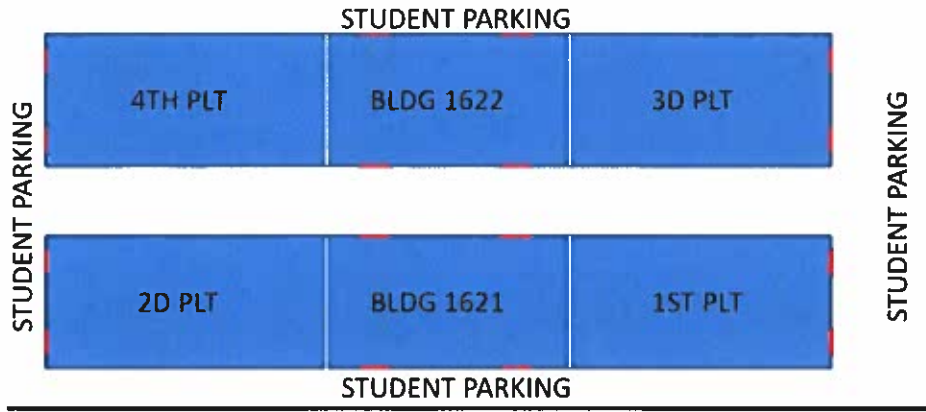 STUDENT PARKING
4TH PLT
BLDG 1622
3D PLT
STUDENT PARKING
STUDENT PARKING
2D PLT
BLDG 1621
1ST PLT
STUDENT PARKING